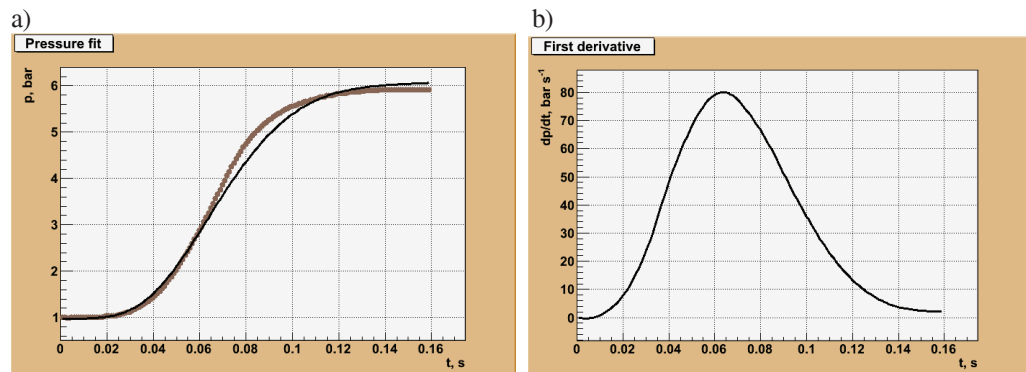 a)
Pressure fit
p, bar
6
5
4
3
2
1
0 0.02 0.04 0.06 0.08 0.1 0.12 0.14 0.16
t, s
b)
First derivative
dp/dt, bar s⁻¹
80
70
60
50
40
30
20
10
0
0 0.02 0.04 0.06 0.08 0.1 0.12 0.14 0.16
t, s